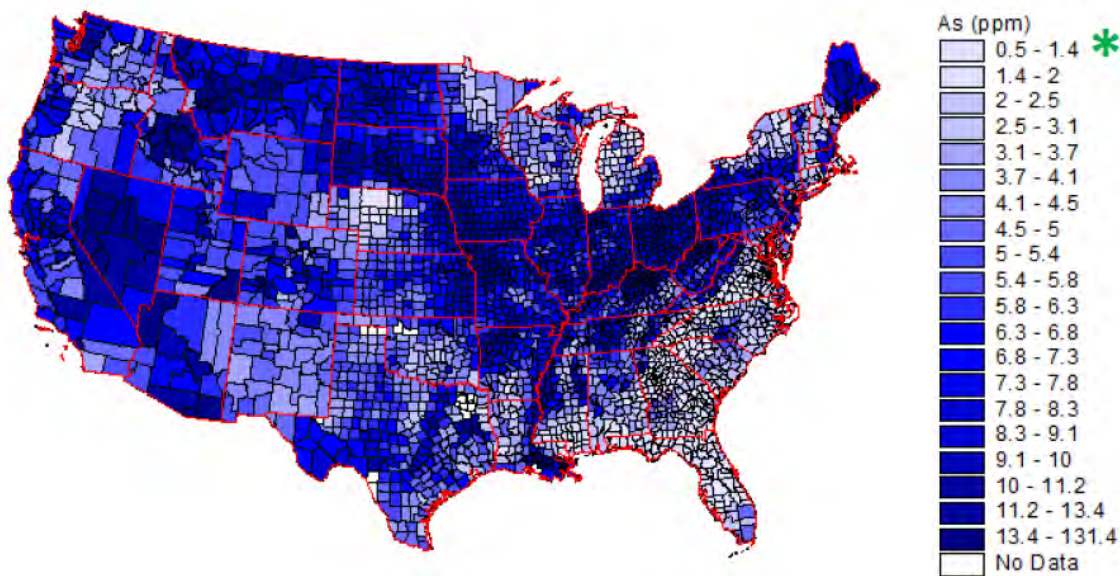 As (ppm)
0.5 - 1.4 *
1.4 - 2
2 - 2.5
2.5 - 3.1
3.1 - 3.7
3.7 - 4.1
4.1 - 4.5
4.5 - 5
5 - 5.4
5.4 - 5.8
5.8 - 6.3
6.3 - 6.8
6.8 - 7.3
7.3 - 7.8
7.8 - 8.3
8.3 - 9.1
9.1 - 10
10 - 11.2
11.2 - 13.4
13.4 - 131.4
No Data